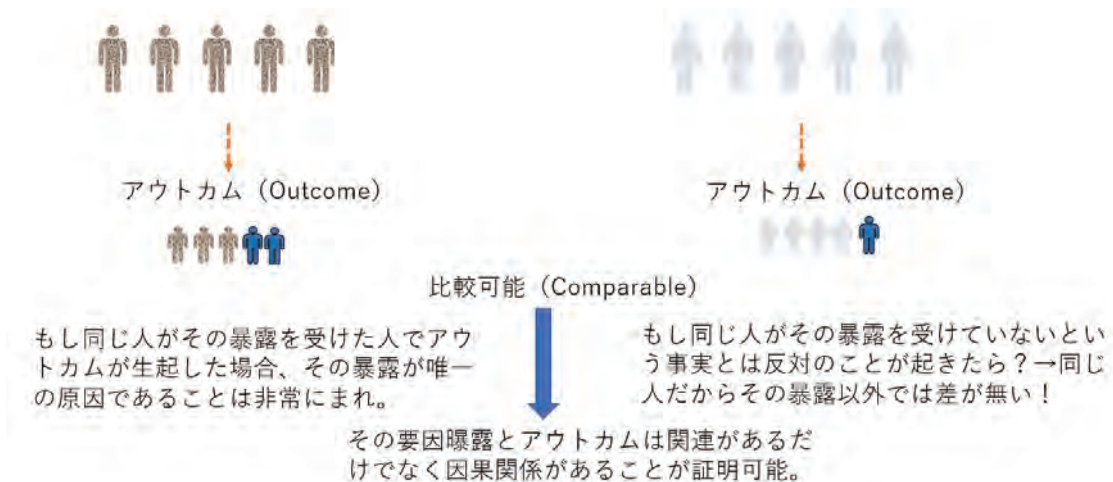 アウトカム（Outcome）
アウトカム（Outcome）
比較可能（Comparable）
もし同じ人がその暴露を受けた人でアウ
トカムが生起した場合、その暴露が唯一
の原因であることは非常にまれ。
もし同じ人がその暴露を受けていないとい
う事実とは反対のことが起きたら？→同じ
人だからその暴露以外では差が無い！
その要因曝露とアウトカムは関連があるだ
けでなく因果関係があることが証明可能。